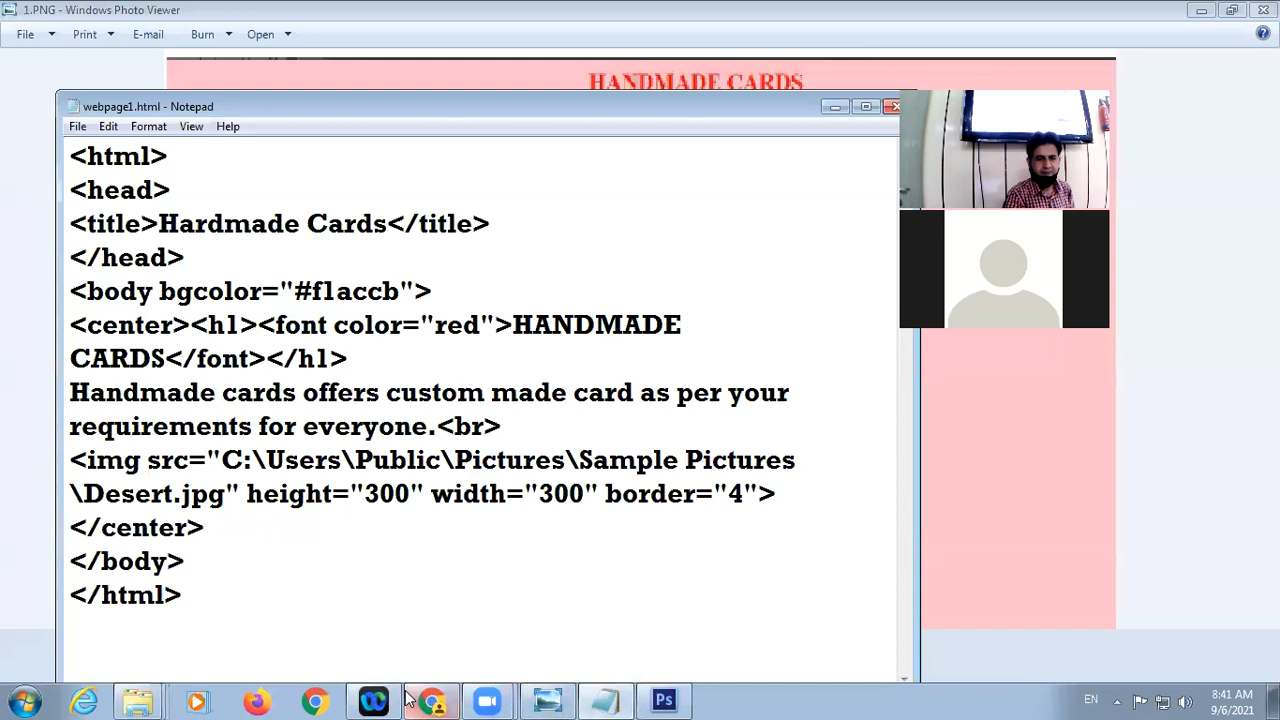 1.PNG - Windows Photo Viewer
File Print E-mail Burn Open
HANDMADE CARDS
webpage1.html - Notepad
File Edit Format View Help
<html>
<head>
<title>Hardmade Cards</title>
</head>
<body bgcolor="#f1accb">
<center><h1><font color="red">HANDMADE
CARDS</font></h1>
Handmade cards offers custom made card as per your
requirements for everyone.<br>
<img src="C:\Users\Public\Pictures\Sample Pictures
\Desert.jpg" height="300" width="300" border="4">
</center>
</body>
</html>
Ps
EN
8:41 AM
9/6/2021